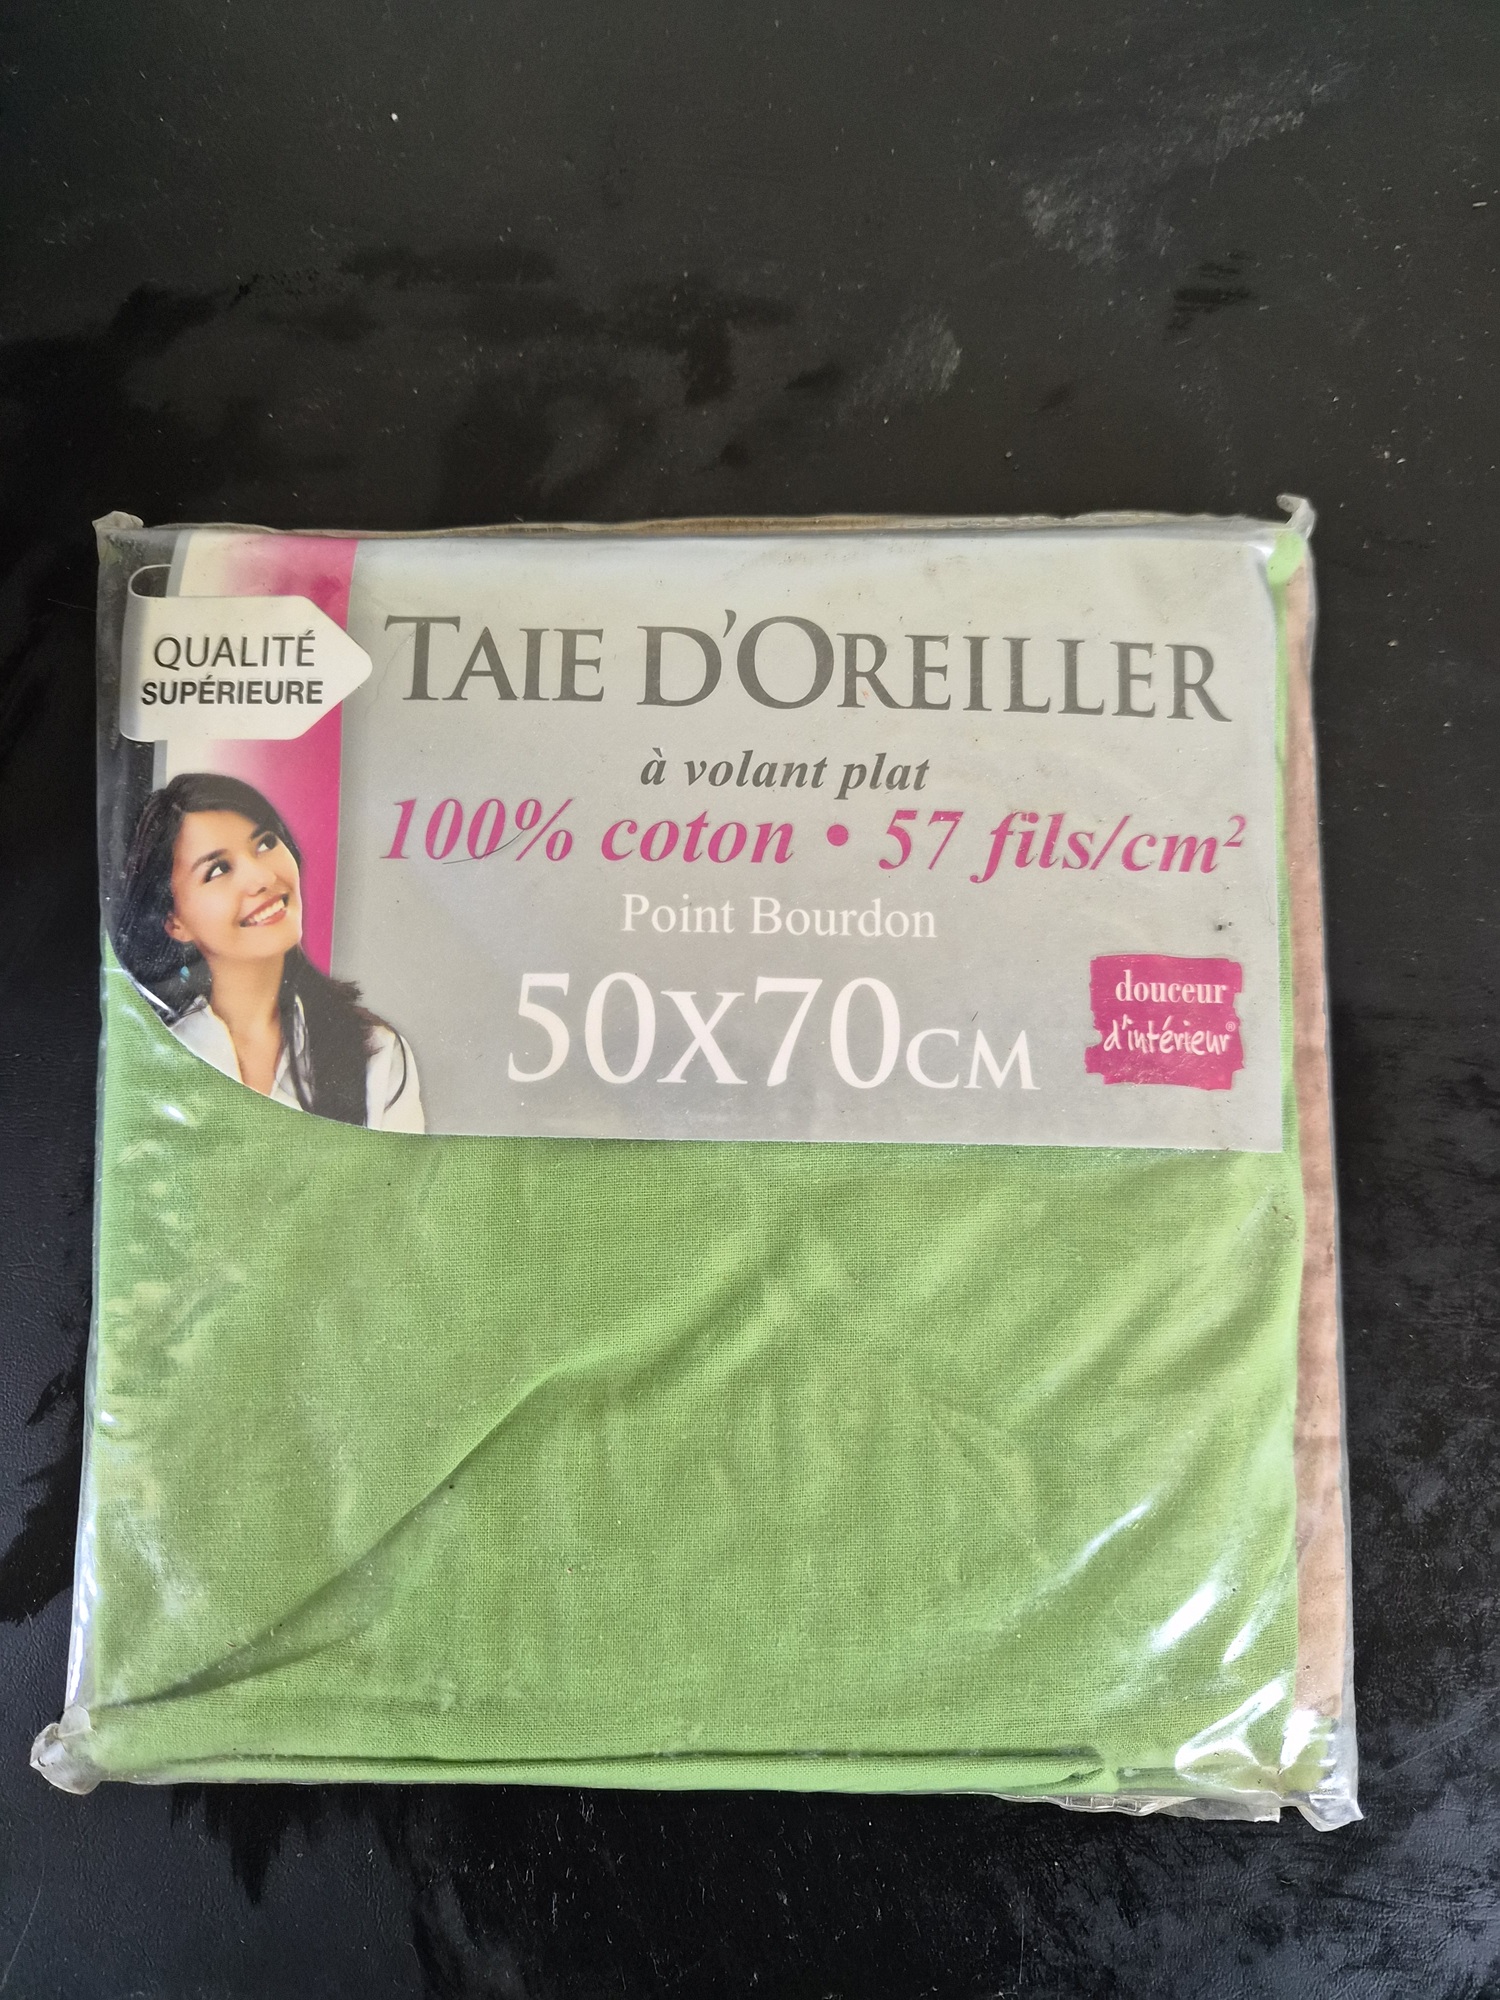 QUALITÉ
SUPÉRIEURE
TAIE D'OREILLER
à volant plat
100% coton • 57 fils/cm²
Point Bourdon
50x70CM
douceur
d'intérieur®